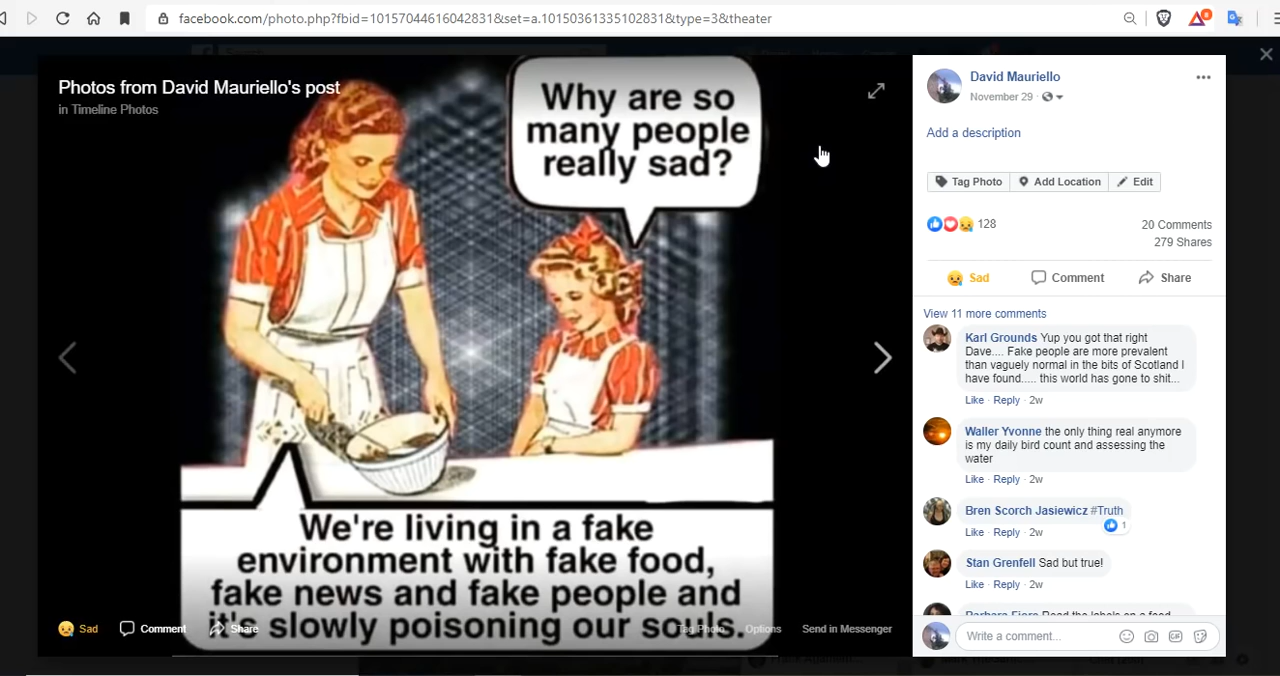 facebook.com/photo.php?fbid=10157044616042831&set=a.10150361335102831&type=3&theater
8
Photos from David Mauriello's post
in Timeline Photos
Why are so
many people
really sad?
We're living in a fake
environment with fake food,
fake news and fake people and
slowly poisoning our
Sad
Comment
Share
Tag Photo
Options
Send in Messenger
David Mauriello
November 29
Add a description
Tag Photo
Add Location
Edit
128
20 Comments
279 Shares
Sad
Comment
Share
View 11 more comments
Karl Grounds Yup you got that right
Dave.... Fake people are more prevalent
than vaguely normal in the bits of Scotland I
have found..... this world has gone to shit...
Like · Reply · 2w
Waller Yvonne the only thing real anymore
is my daily bird count and assessing the
water
Like · Reply · 2w
Bren Scorch Jasiewicz #Truth
1
Like · Reply · 2w
Stan Grenfell Sad but true!
Like · Reply · 2w
Write a comment...
GIF